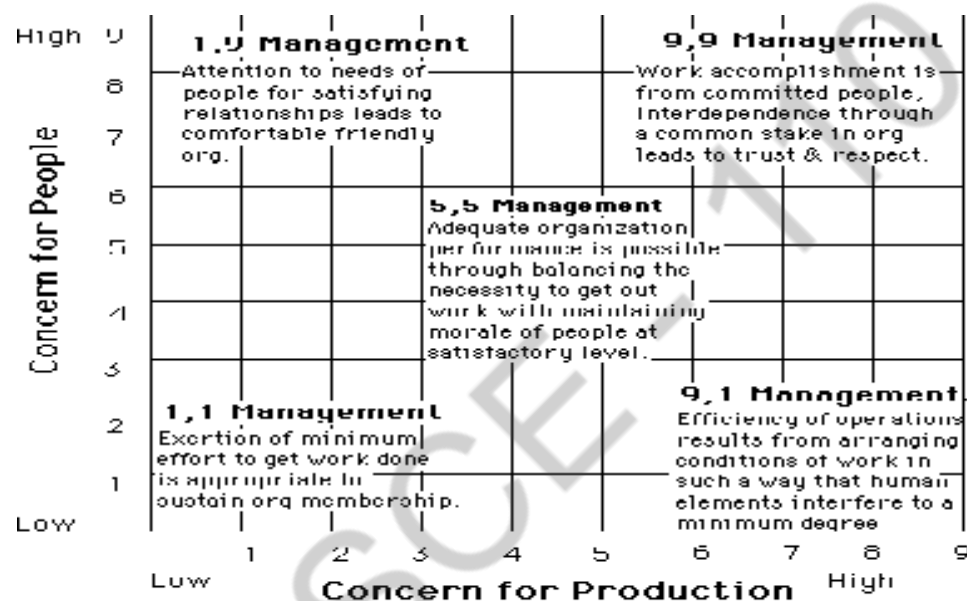 High 9
1,9 Management
Attention to needs of
people for satisfying
relationships leads to
comfortable friendly
org.
9,9 Management
Work accomplishment is
from committed people,
Interdependence through
a common stake in org
leads to trust & respect.
8
7
6
5
4
3
2
1
Low
Concern for People
5,5 Management
Adequate organization
performance is possible
through balancing the
necessity to get out
work with maintaining
morale of people at
satisfactory level.
1,1 Management
Exertion of minimum
effort to get work done
is appropriate to
sustain org membership.
9,1 Management
Efficiency of operations
results from arranging
conditions of work in
such a way that human
elements interfere to a
minimum degree
1 2 3 4 5 6 7 8 9
Low Concern for Production High
SCE - 110